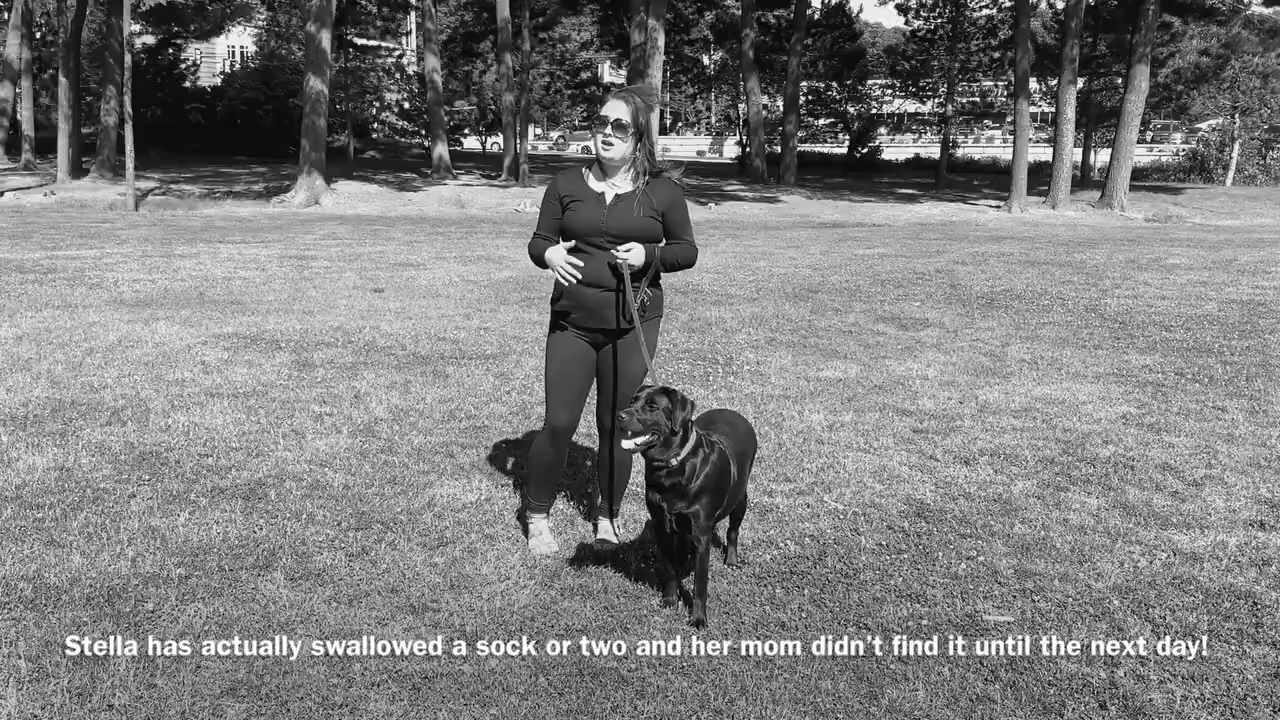 Stella has actually swallowed a sock or two and her mom didn't find it until the next day!